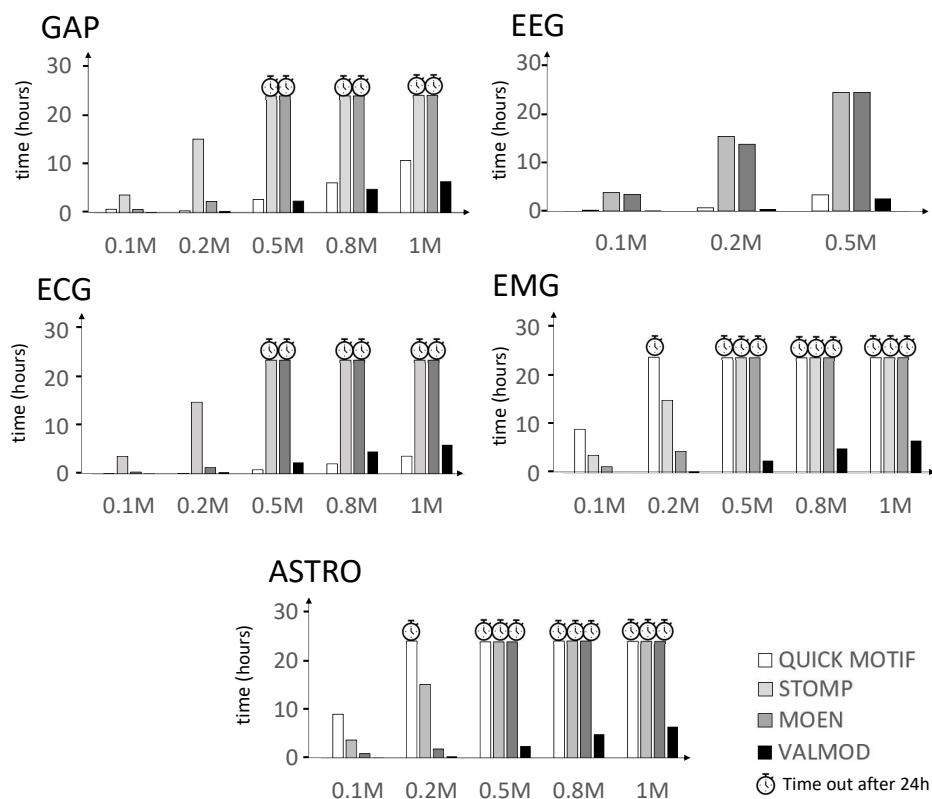 GAP
time (hours)
30
20
10
0
0.1M 0.2M 0.5M 0.8M 1M
EEG
time (hours)
30
20
10
0
0.1M 0.2M 0.5M
ECG
time (hours)
30
20
10
0
0.1M 0.2M 0.5M 0.8M 1M
EMG
time (hours)
30
20
10
0
0.1M 0.2M 0.5M 0.8M 1M
ASTRO
time (hours)
30
20
10
0
0.1M 0.2M 0.5M 0.8M 1M
QUICK MOTIF
STOMP
MOEN
VALMOD
Time out after 24h